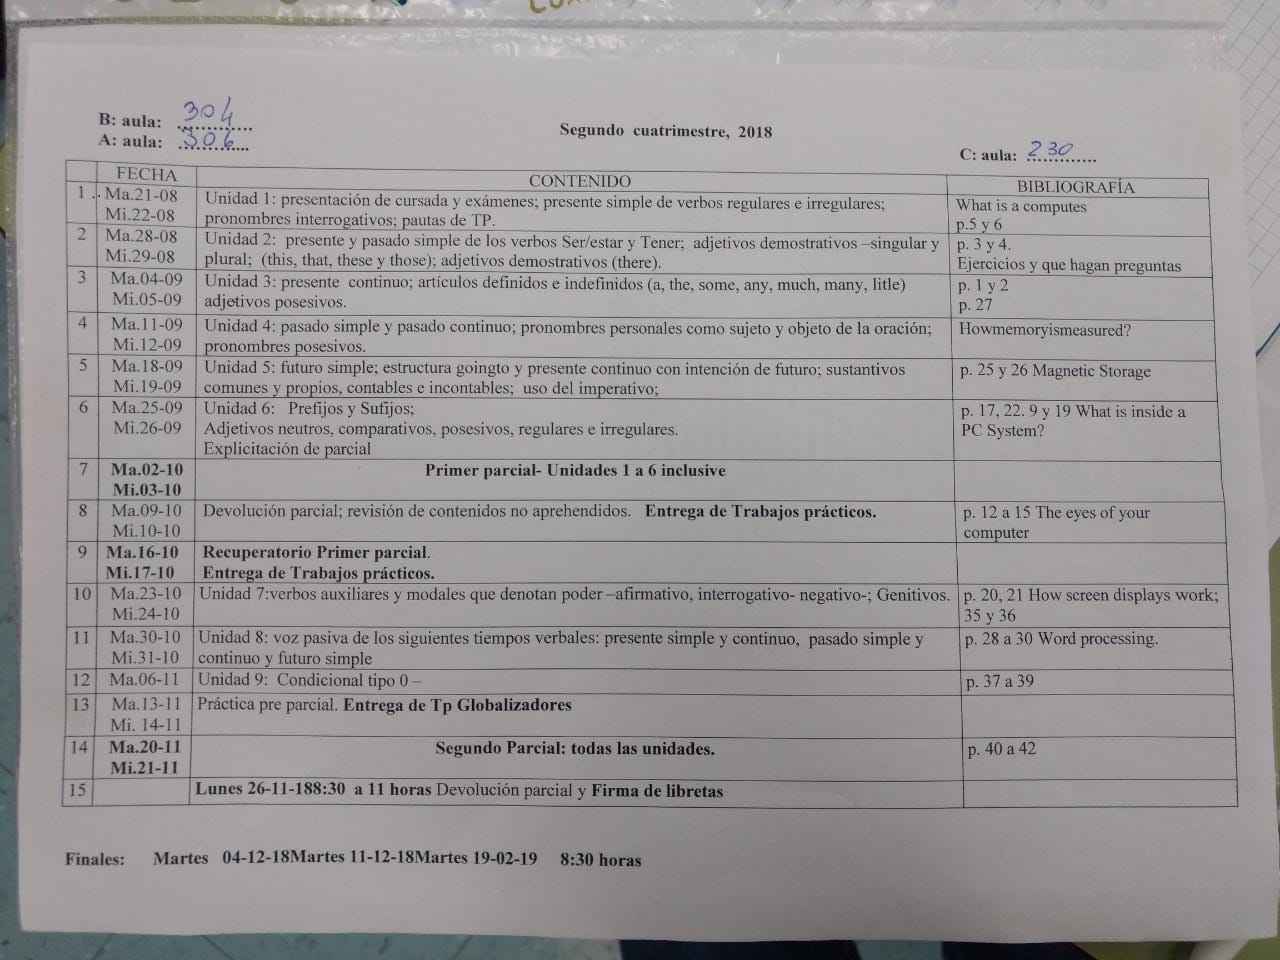 B: aula: 304
A: aula: 306
Segundo cuatrimestre, 2018
C: aula: 230
FECHA CONTENIDO BIBLIOGRAFÍA
1 Ma.21-08 Unidad 1: presentación de cursada y exámenes; presente simple de verbos regulares e irregulares; What is a computes
Mi.22-08 pronombres interrogativos; pautas de TP. p.5 y 6
2 Ma.28-08 Unidad 2: presente y pasado simple de los verbos Ser/estar y Tener; adjetivos demostrativos –singular y p. 3 y 4.
Mi.29-08 plural; (this, that, these y those); adjetivos demostrativos (there). Ejercicios y que hagan preguntas
3 Ma.04-09 Unidad 3: presente continuo; artículos definidos e indefinidos (a, the, some, any, much, many, litle) p. 1 y 2
Mi.05-09 adjetivos posesivos. p. 27
4 Ma.11-09 Unidad 4: pasado simple y pasado continuo; pronombres personales como sujeto y objeto de la oración; Howmemoryismeasured?
Mi.12-09 pronombres posesivos.
5 Ma.18-09 Unidad 5: futuro simple; estructura goingto y presente continuo con intención de futuro; sustantivos p. 25 y 26 Magnetic Storage
Mi.19-09 comunes y propios, contables e incontables; uso del imperativo;
6 Ma.25-09 Unidad 6: Prefijos y Sufijos; p. 17, 22. 9 y 19 What is inside a
Mi.26-09 Adjetivos neutros, comparativos, posesivos, regulares e irregulares. PC System?
Explicitación de parcial
7 Ma.02-10 Primer parcial- Unidades 1 a 6 inclusive
Mi.03-10
8 Ma.09-10 Devolución parcial; revisión de contenidos no aprehendidos. Entrega de Trabajos prácticos. p. 12 a 15 The eyes of your
Mi.10-10 computer
9 Ma.16-10 Recuperatorio Primer parcial.
Mi.17-10 Entrega de Trabajos prácticos.
10 Ma.23-10 Unidad 7:verbos auxiliares y modales que denotan poder –afirmativo, interrogativo- negativo-; Genitivos. p. 20, 21 How screen displays work;
Mi.24-10 35 y 36
11 Ma.30-10 Unidad 8: voz pasiva de los siguientes tiempos verbales: presente simple y continuo, pasado simple y p. 28 a 30 Word processing.
Mi.31-10 continuo y futuro simple
12 Ma.06-11 Unidad 9: Condicional tipo 0 – p. 37 a 39
13 Ma.13-11 Práctica pre parcial. Entrega de Tp Globalizadores
Mi. 14-11
14 Ma.20-11 Segundo Parcial: todas las unidades. p. 40 a 42
Mi.21-11
15 Lunes 26-11-188:30 a 11 horas Devolución parcial y Firma de libretas
Finales: Martes 04-12-18Martes 11-12-18Martes 19-02-19 8:30 horas